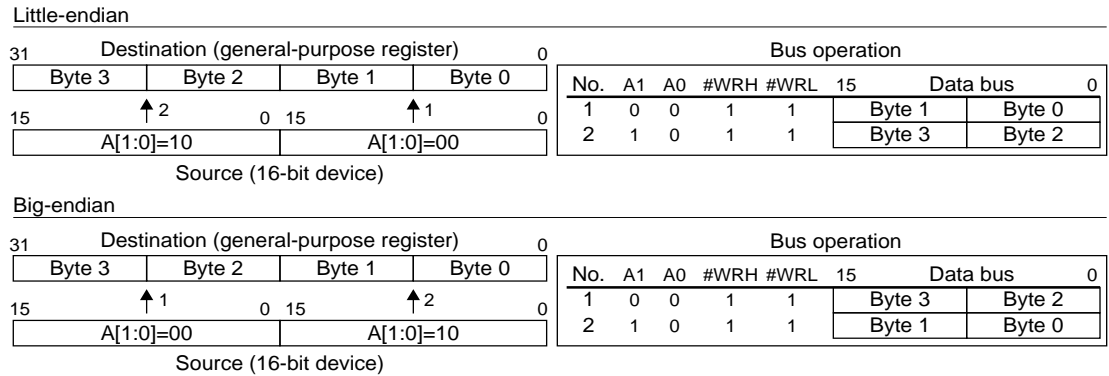 Little-endian
31 Destination (general-purpose register) 0 Bus operation
Byte 3 Byte 2 Byte 1 Byte 0
No. A1 A0 #WRH #WRL 15 Data bus 0
2 1
1 0 0 1 1 Byte 1 Byte 0
15 0 15 0
2 1 0 1 1 Byte 3 Byte 2
A[1:0]=10 A[1:0]=00
Source (16-bit device)
Big-endian
31 Destination (general-purpose register) 0 Bus operation
Byte 3 Byte 2 Byte 1 Byte 0
No. A1 A0 #WRH #WRL 15 Data bus 0
1 2
1 0 0 1 1 Byte 3 Byte 2
15 0 15 0
2 1 0 1 1 Byte 1 Byte 0
A[1:0]=00 A[1:0]=10
Source (16-bit device)